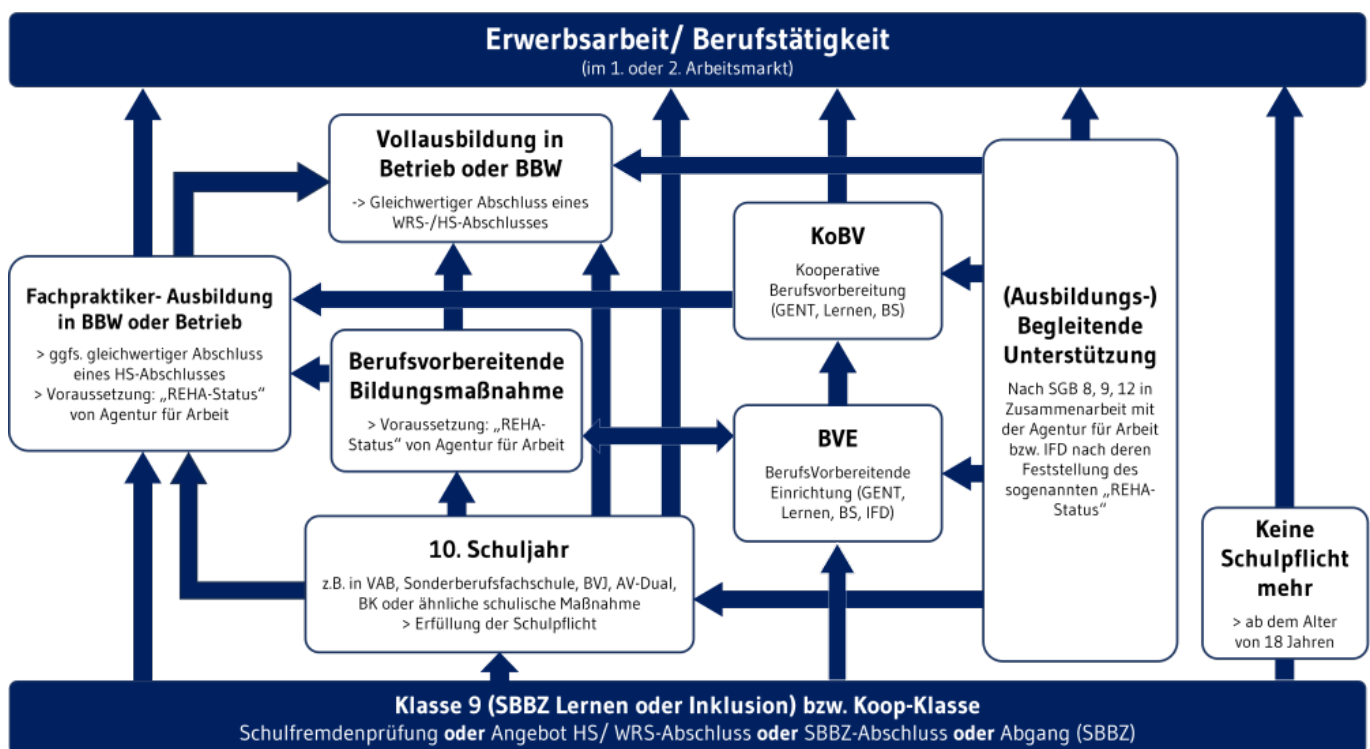 Erwerbsarbeit/ Berufstätigkeit
(im 1. oder 2. Arbeitsmarkt)
Vollausbildung in
Betrieb oder BBW
-> Gleichwertiger Abschluss eines
WRS-/HS-Abschlusses
Fachpraktiker- Ausbildung
in BBW oder Betrieb
> ggfs. gleichwertiger Abschluss
eines HS-Abschlusses
> Voraussetzung: „REHA-Status“
von Agentur für Arbeit
Berufsvorbereitende
Bildungsmaßnahme
> Voraussetzung: „REHA-
Status“ von Agentur für Arbeit
10. Schuljahr
z.B. in VAB, Sonderberufsfachschule, BVJ, AV-Dual,
BK oder ähnliche schulische Maßnahme
> Erfüllung der Schulpflicht
KoBV
Kooperative
Berufsvorbereitung
(GENT, Lernen, BS)
BVE
BerufsVorbereitende
Einrichtung (GENT,
Lernen, BS, IFD)
(Ausbildungs-)
Begleitende
Unterstützung
Nach SGB 8, 9, 12 in
Zusammenarbeit mit
der Agentur für Arbeit
bzw. IFD nach deren
Feststellung des
sogenannten „REHA-
Status“
Keine
Schulpflicht
mehr
> ab dem Alter
von 18 Jahren
Klasse 9 (SBBZ Lernen oder Inklusion) bzw. Koop-Klasse
Schulfremdenprüfung oder Angebot HS/ WRS-Abschluss oder SBBZ-Abschluss oder Abgang (SBBZ)